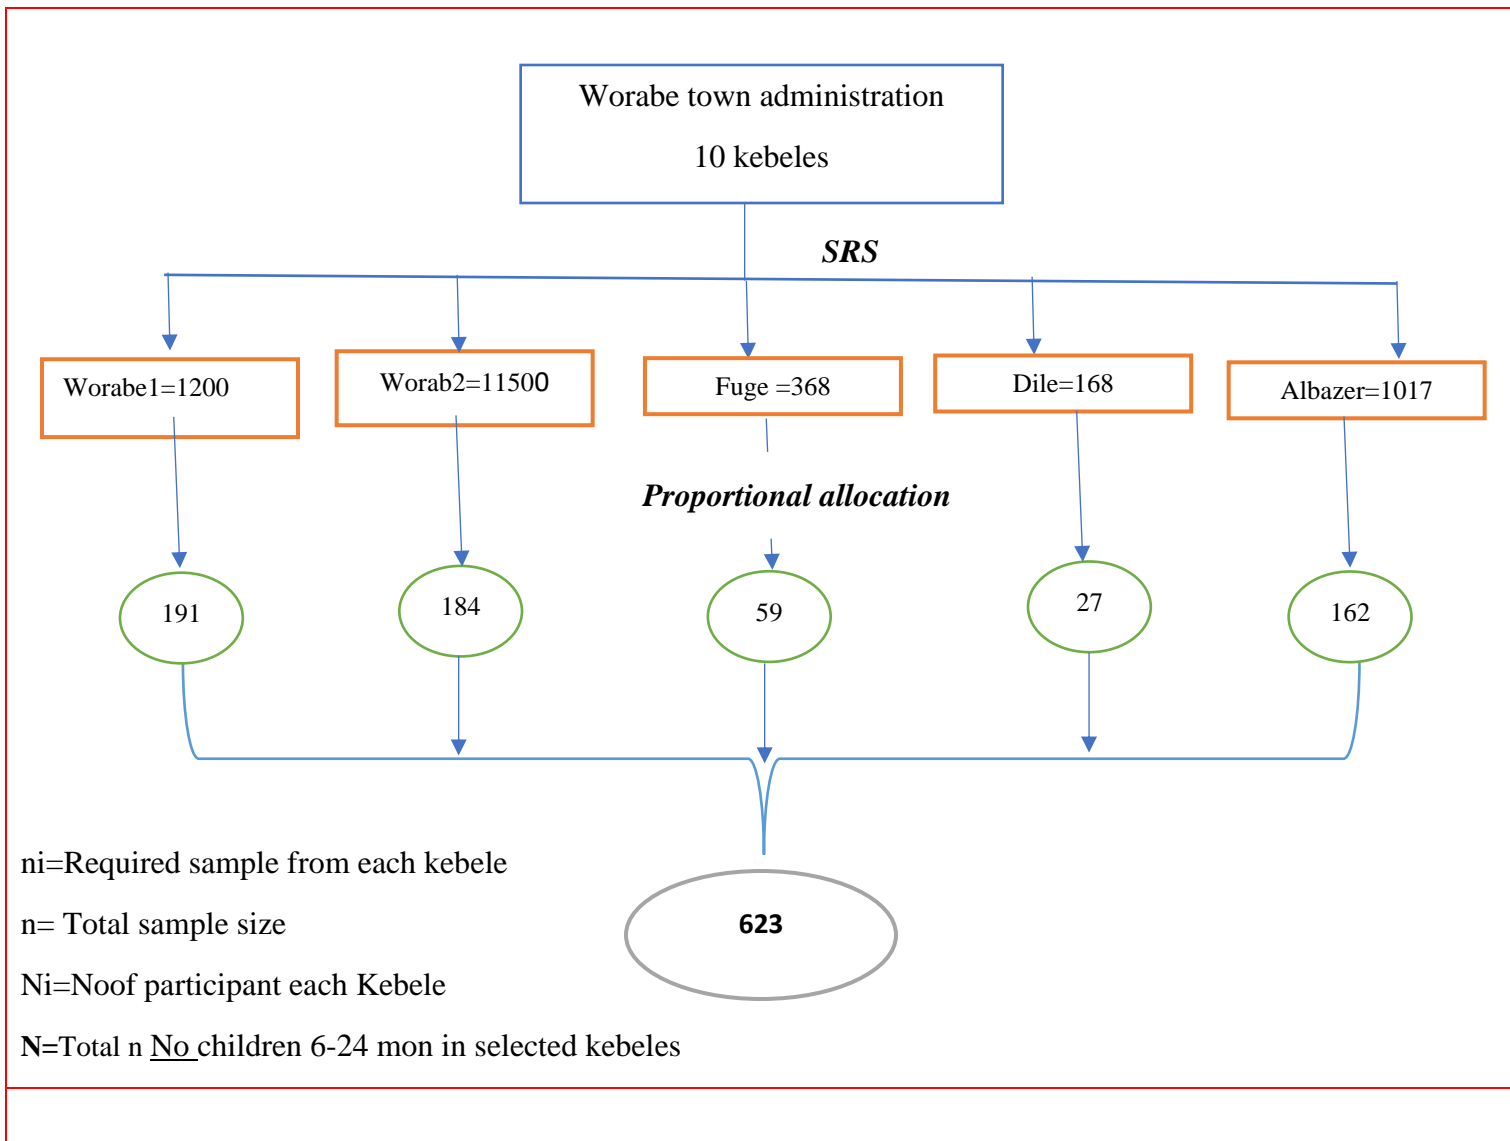 Worabe town administration
10 kebeles
SRS
Worabe1=1200
Worab2=11500
Fuge =368
Dile=168
Albazer=1017
Proportional allocation
191
184
59
27
162
ni=Required sample from each kebele
n= Total sample size
Ni=Noof participant each Kebele
N=Total n No children 6-24 mon in selected kebeles
623